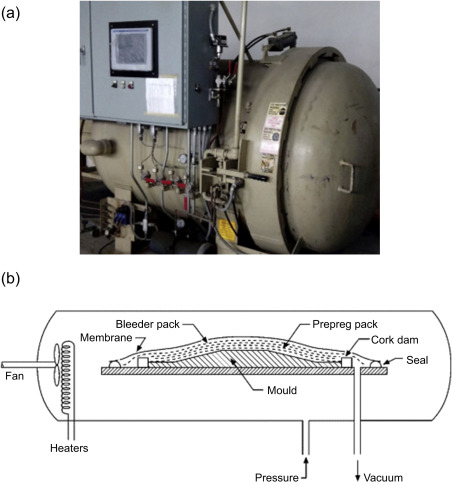 (a)
(b)
Bleeder pack
Prepreg pack
Membrane
Cork dam
Seal
Mould
Fan
Heaters
Pressure
Vacuum